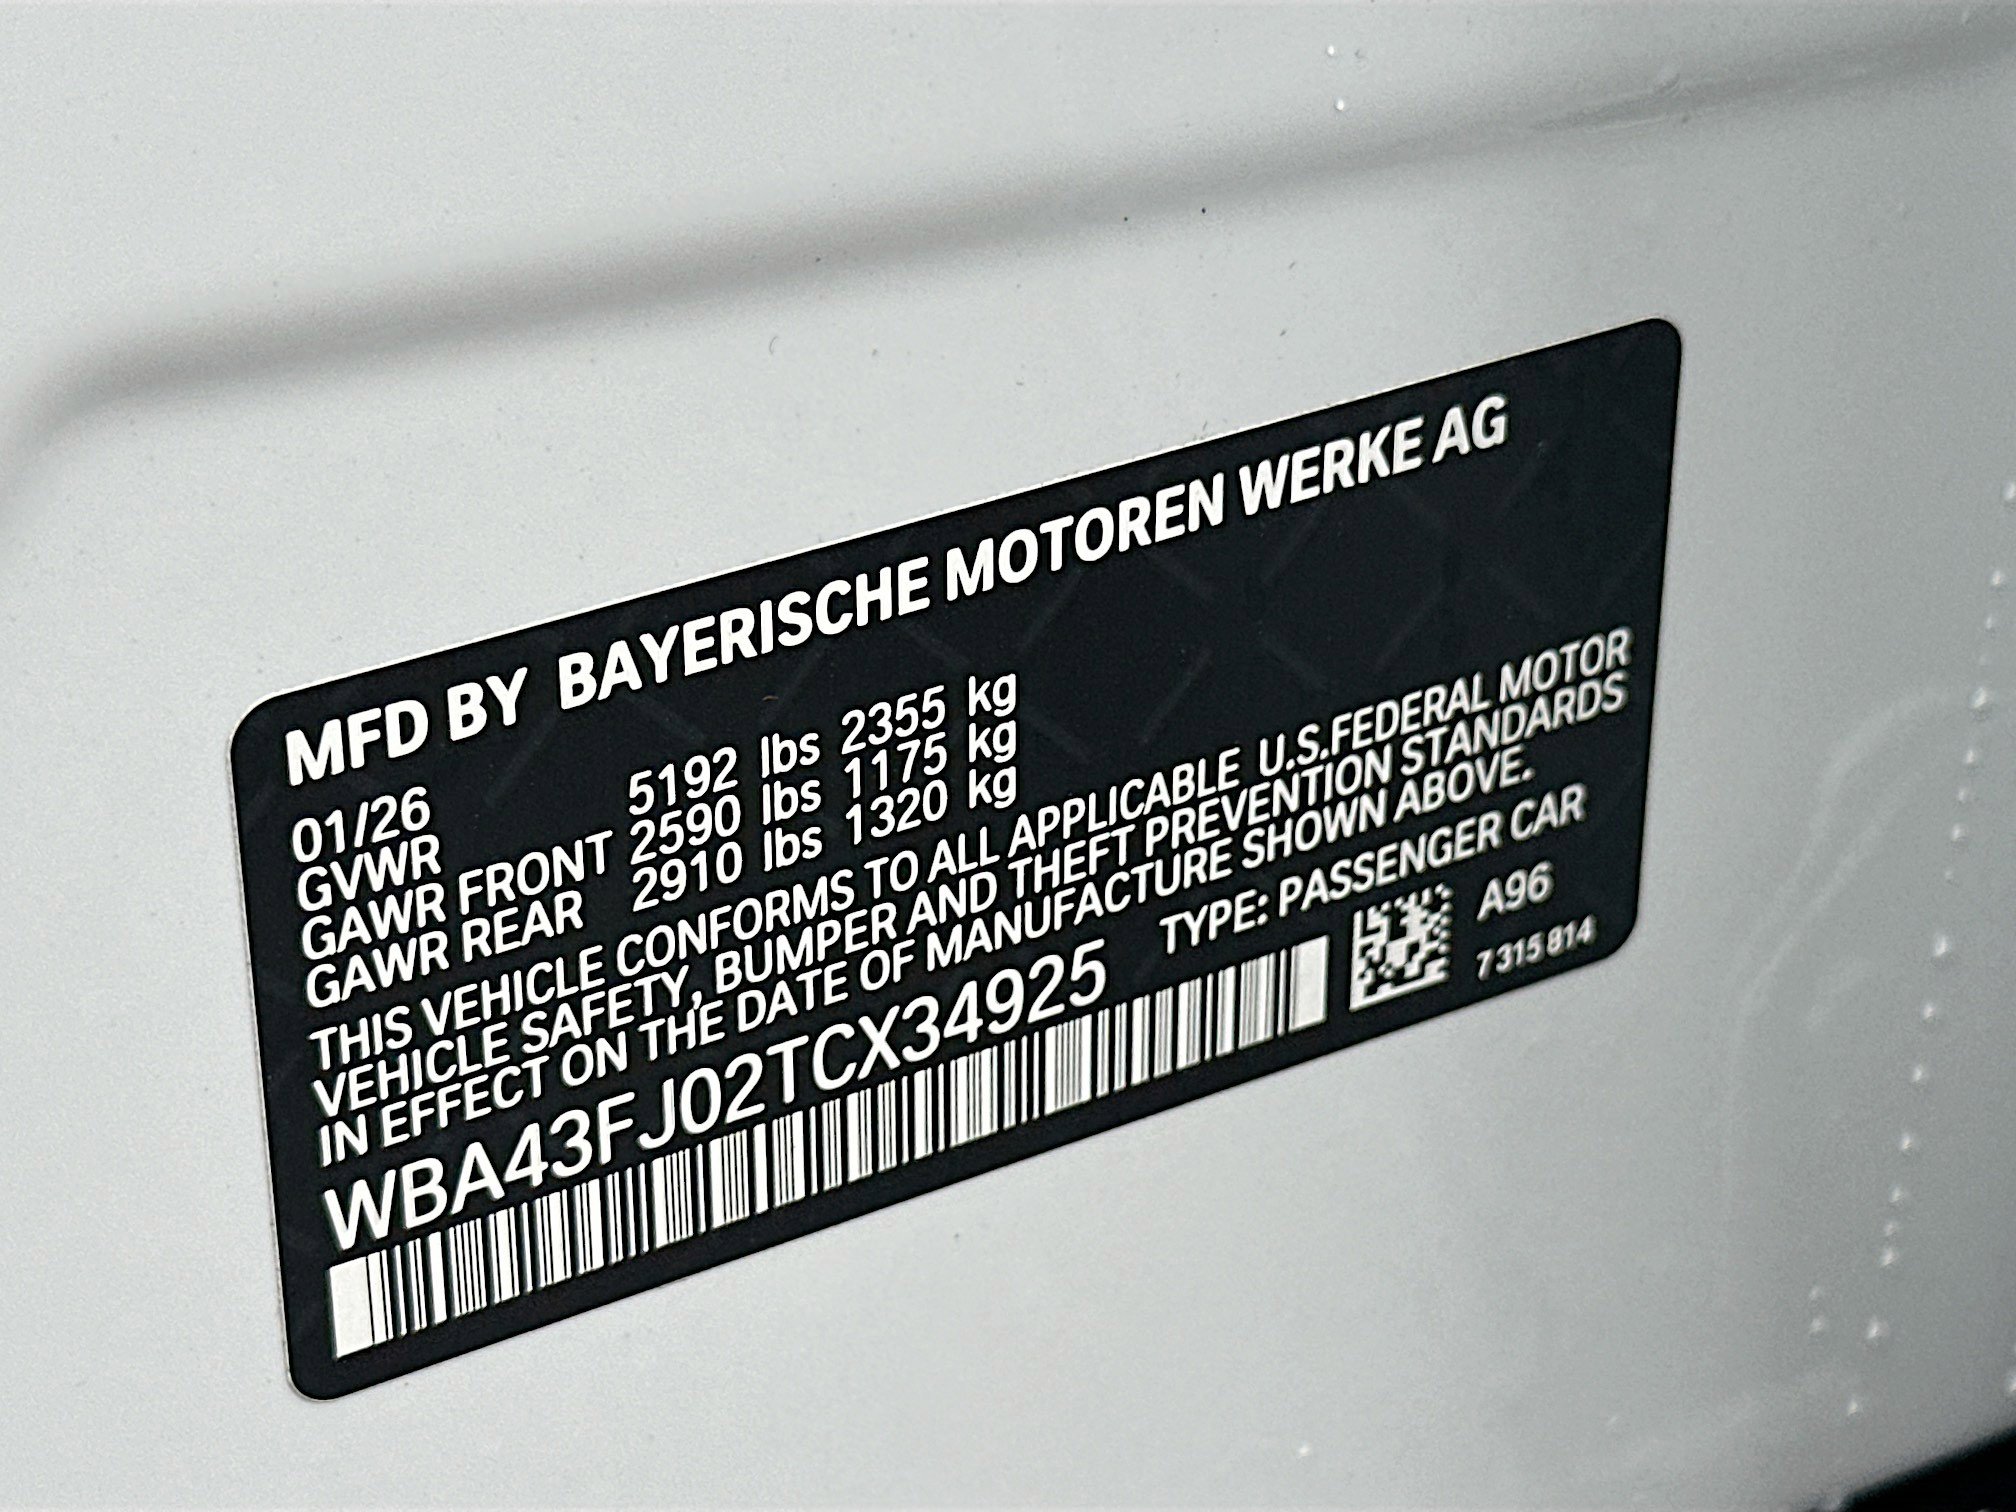 MFD BY BAYERISCHE MOTOREN WERKE AG
01/26
GVWR 5192 lbs 2355 kg
GAWR FRONT 2590 lbs 1175 kg
GAWR REAR 2910 lbs 1320 kg
THIS VEHICLE CONFORMS TO ALL APPLICABLE U.S.FEDERAL MOTOR
VEHICLE SAFETY, BUMPER AND THEFT PREVENTION STANDARDS
IN EFFECT ON THE DATE OF MANUFACTURE SHOWN ABOVE.
WBA43FJ02TCX34925 TYPE: PASSENGER CAR
A96
7 315 814